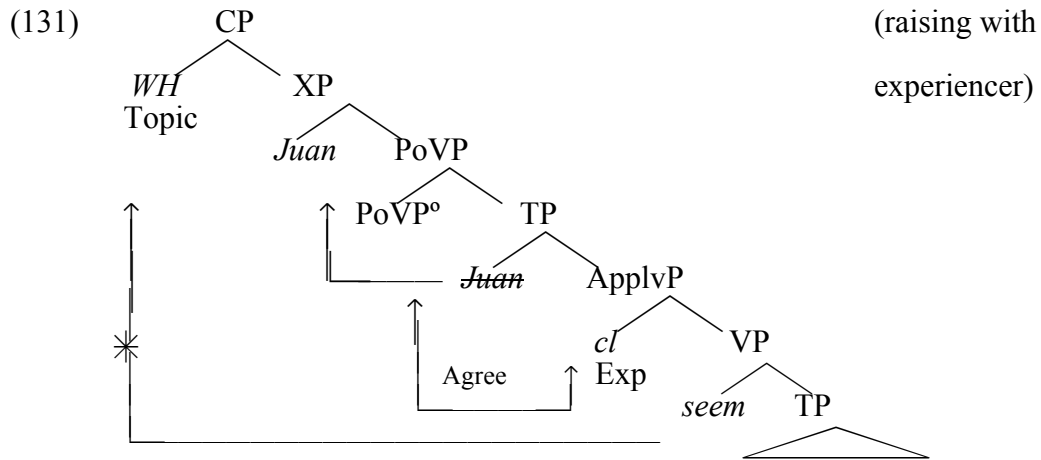 (131) CP (raising with
WH XP experiencer)
Topic
Juan PoVP
PoVPº TP
Juan ApplvP
cl VP
Agree Exp
seem TP